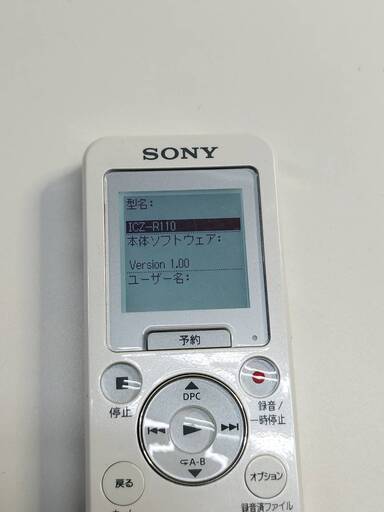 SONY
型名:
ICZ-R110
本体ソフトウェア:
Version 1.00
ユーザー名:
予約
停止
DPC
録音/
一時停止
A-B
戻る
オプション
録音済ファイル